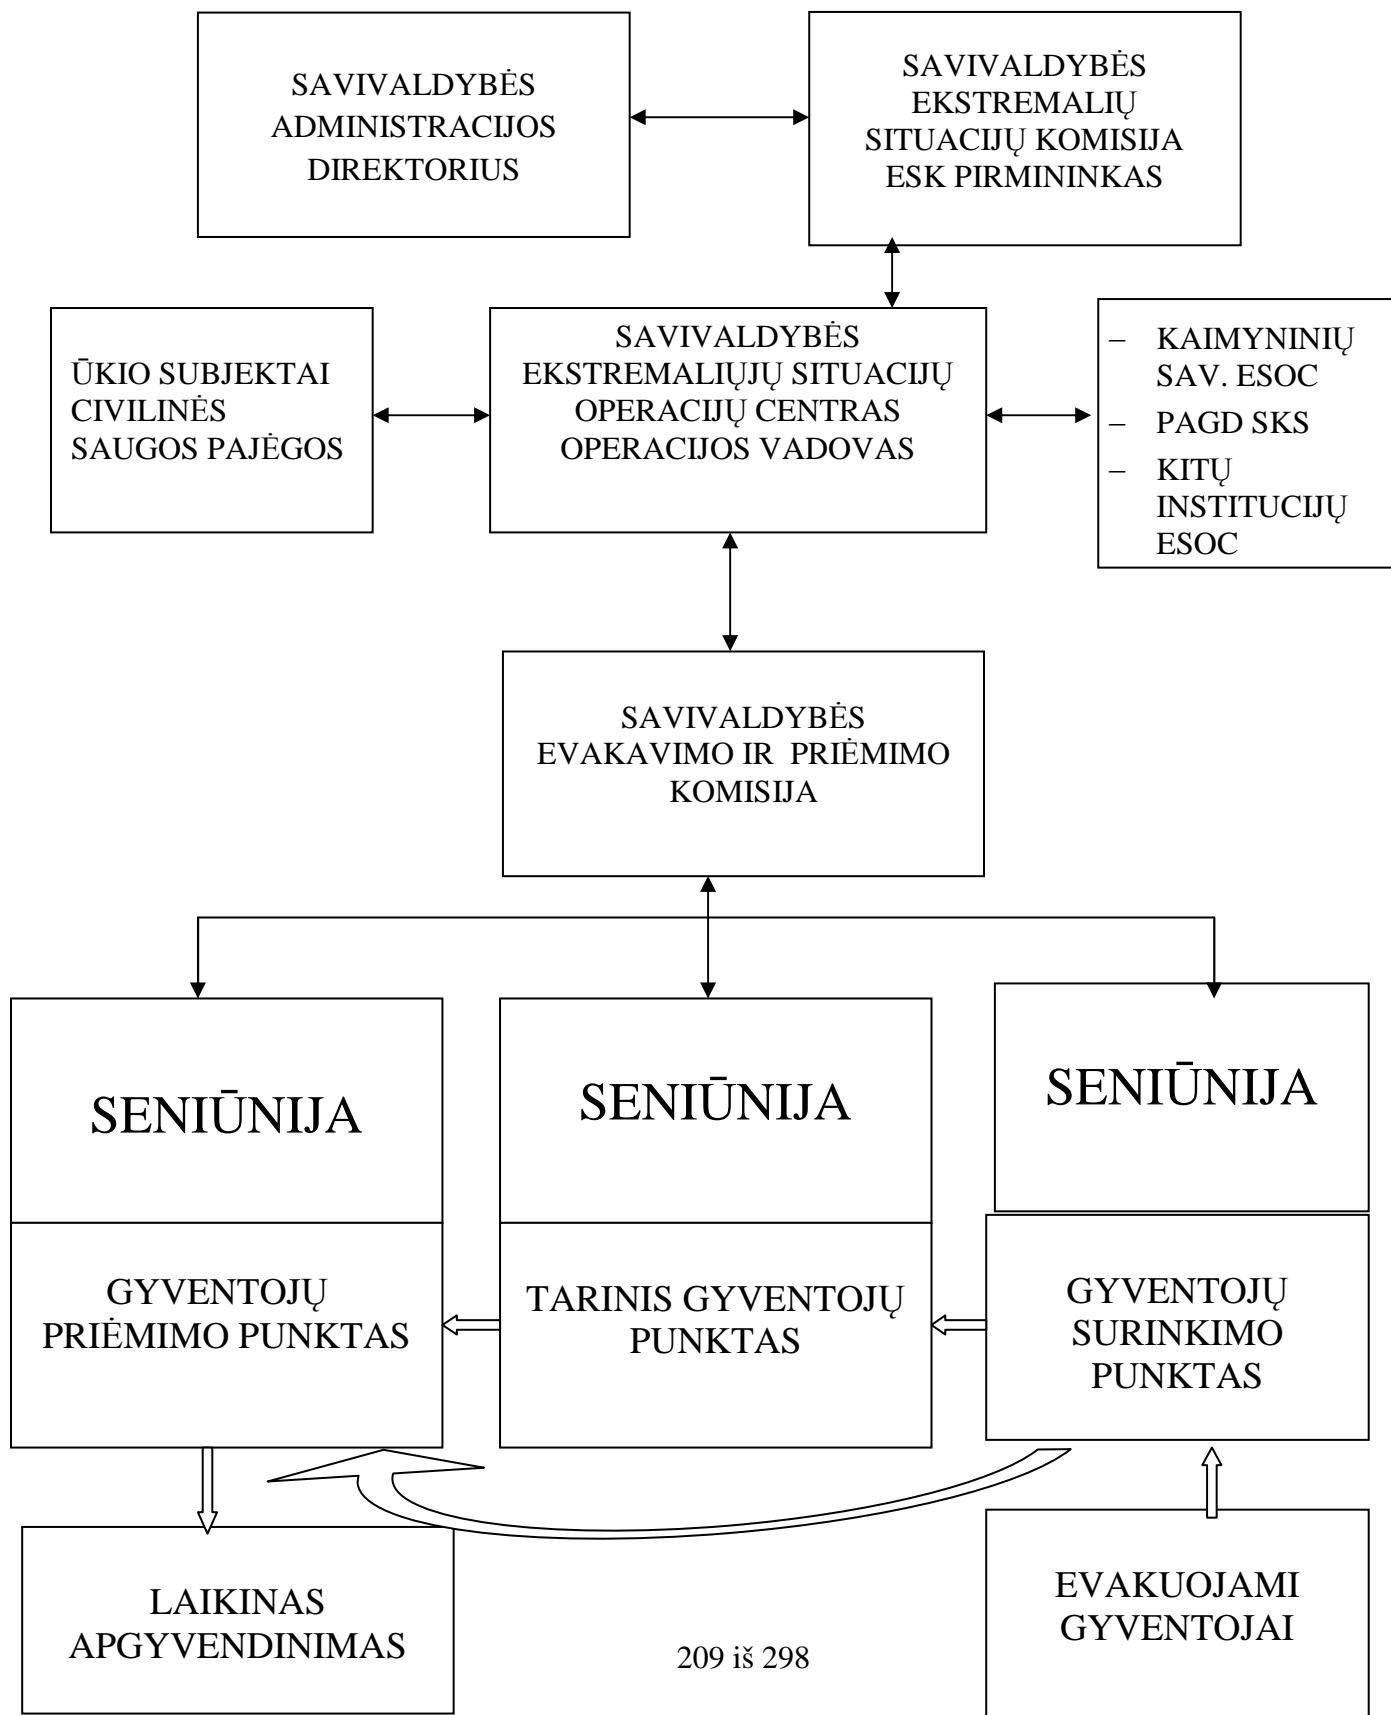 SAVIVALDYBĖS
ADMINISTRACIJOS
DIREKTORIUS
SAVIVALDYBĖS
EKSTREMALIŲ
SITUACIJŲ KOMISIJA
ESK PIRMININKAS
ŪKIO SUBJEKTAI
CIVILINĖS
SAUGOS PAJĖGOS
SAVIVALDYBĖS
EKSTREMALIŲJŲ SITUACIJŲ
OPERACIJŲ CENTRAS
OPERACIJOS VADOVAS
– KAIMYNINIŲ
SAV. ESOC
– PAGD SKS
– KITŲ
INSTITUCIJŲ
ESOC
SAVIVALDYBĖS
EVAKAVIMO IR PRIĖMIMO
KOMISIJA
SENIŪNIJA
SENIŪNIJA
SENIŪNIJA
GYVENTOJŲ
PRIĖMIMO PUNKTAS
TARINIS GYVENTOJŲ
PUNKTAS
GYVENTOJŲ
SURINKIMO
PUNKTAS
LAIKINAS
APGYVENDINIMAS
EVAKUOJAMI
GYVENTOJAI
209 iš 298